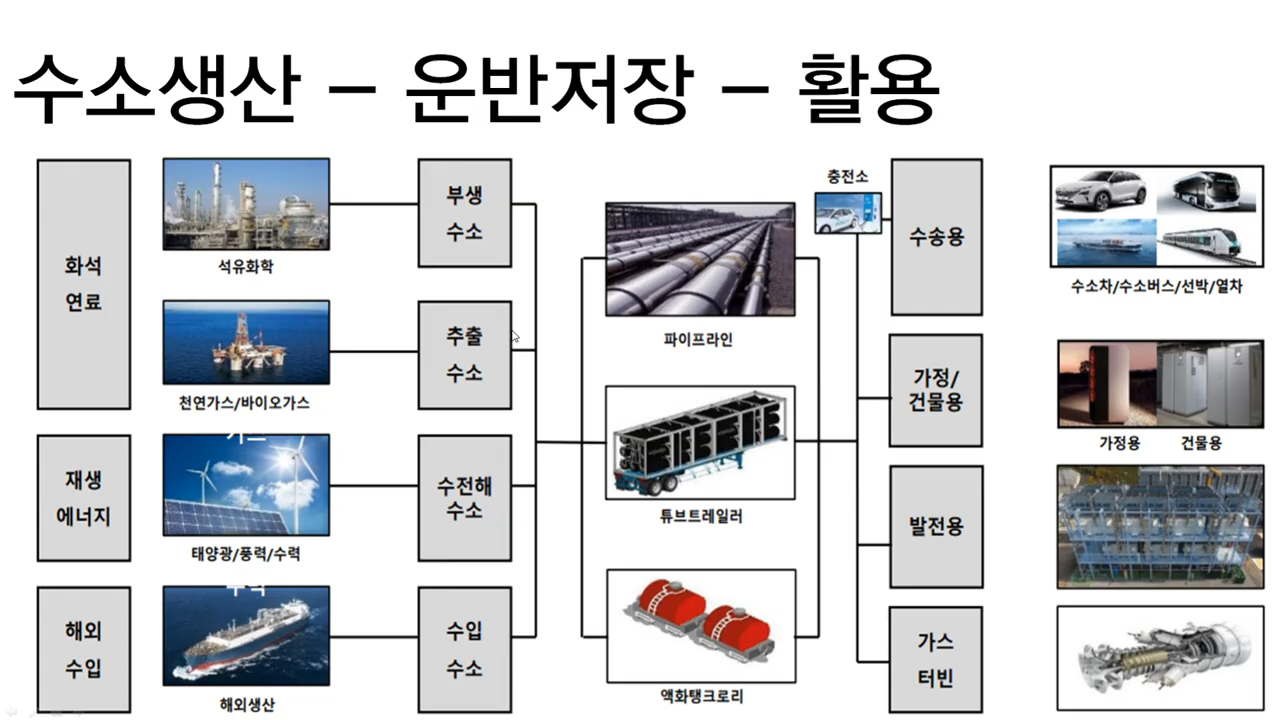 수소생산 – 운반저장 – 활용
화석
연료
석유화학
천연가스/바이오가스
부생
수소
추출
수소
재생
에너지
태양광/풍력/수력
수전해
수소
해외
수입
해외생산
수입
수소
파이프라인
튜브트레일러
액화탱크로리
충전소
수송용
수소차/수소버스/선박/열차
가정/
건물용
가정용 건물용
발전용
가스
터빈